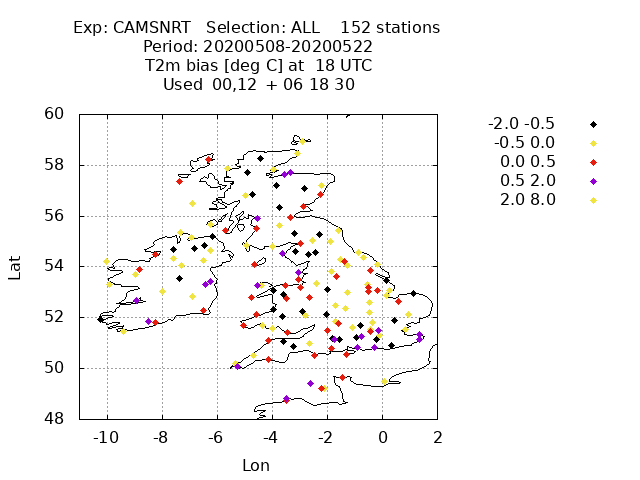 Exp: CAMSNRT Selection: ALL 152 stations
Period: 20200508-20200522
T2m bias [deg C] at 18 UTC
Used 00,12 + 06 18 30
-2.0 -0.5
-0.5 0.0
0.0 0.5
0.5 2.0
2.0 8.0
60
58
56
54
52
50
48
Lat
-10 -8 -6 -4 -2 0 2
Lon